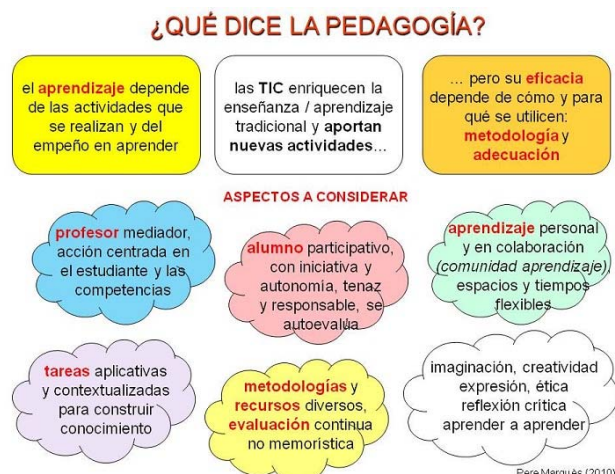 ¿QUÉ DICE LA PEDAGOGÍA?
el aprendizaje depende
de las actividades que
se realizan y del
empeño en aprender
las TIC enriquecen la
enseñanza / aprendizaje
tradicional y aportan
nuevas actividades...
... pero su eficacia
depende de cómo y para
qué se utilicen:
metodología y
adecuación
ASPECTOS A CONSIDERAR
profesor mediador,
acción centrada en
el estudiante y las
competencias
alumno participativo,
con iniciativa y
autonomía, tenaz
y responsable, se
autoevalúa
aprendizaje personal
y en colaboración
(comunidad aprendizaje)
espacios y tiempos
flexibles
tareas aplicativas
y contextualizadas
para construir
conocimiento
metodologías y
recursos diversos,
evaluación continua
no memorística
imaginación, creatividad
expresión, ética
reflexión crítica
aprender a aprender
Pere Marquès (2010)